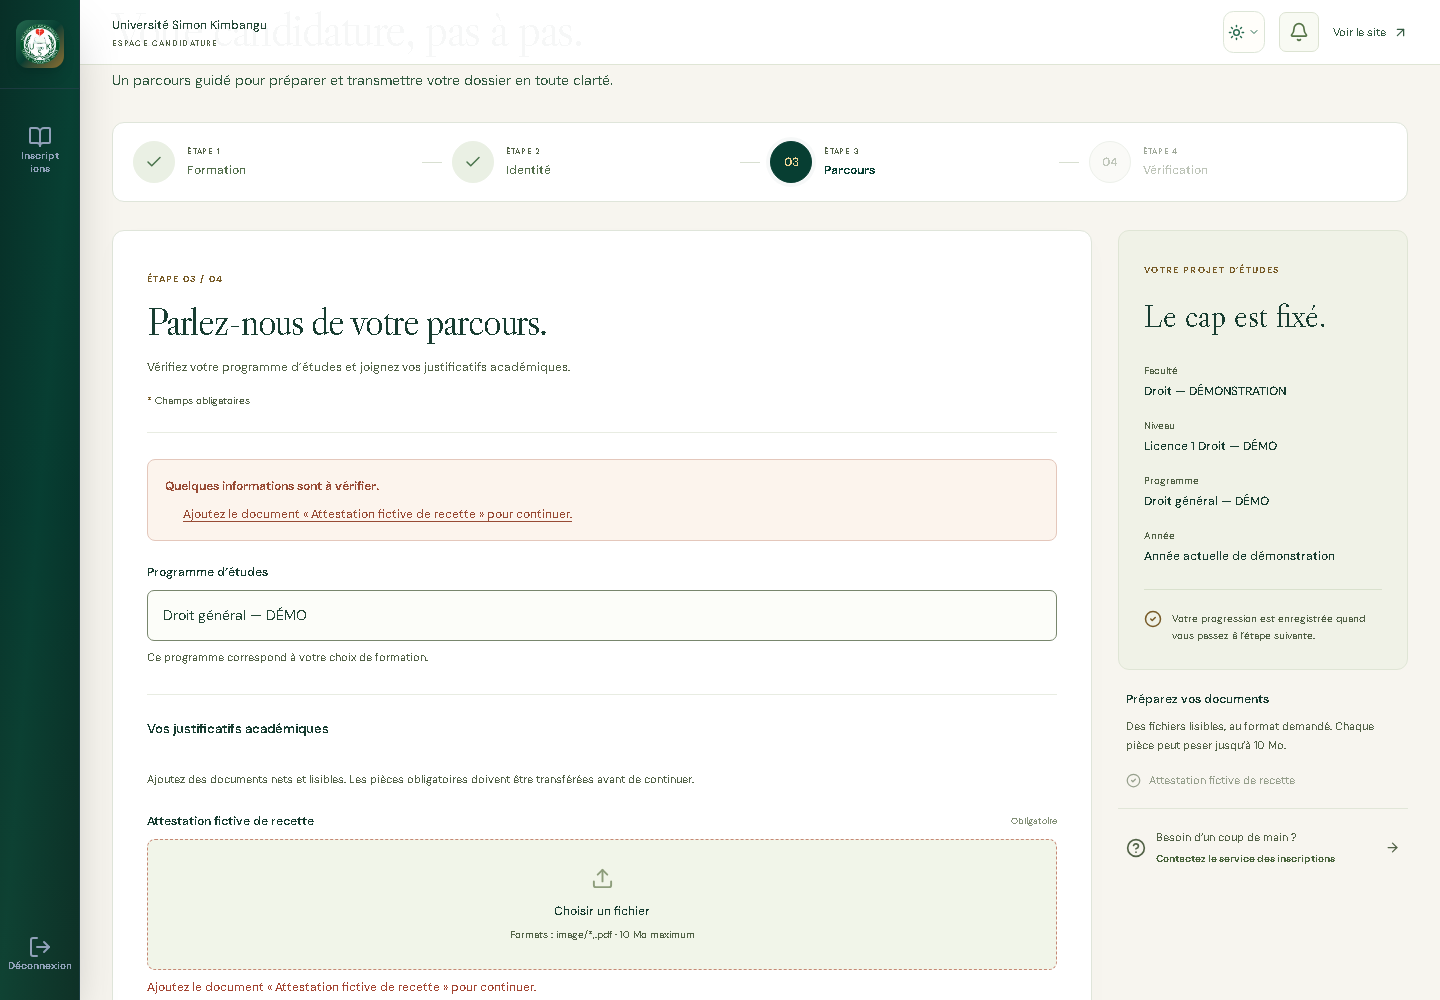 Université Simon Kimbangu
ESPACE CANDIDATURE
candidature, pas à pas.
Voir le site
Un parcours guidé pour préparer et transmettre votre dossier en toute clarté.
Inscript
ions
ÉTAPE 1
Formation
ÉTAPE 2
Identité
03
ÉTAPE 3
Parcours
04
ÉTAPE 4
Vérification
ÉTAPE 03 / 04
Parlez-nous de votre parcours.
Vérifiez votre programme d’études et joignez vos justificatifs académiques.
* Champs obligatoires
Quelques informations sont à vérifier.
Ajoutez le document « Attestation fictive de recette » pour continuer.
Programme d’études
Droit général — DÉMO
Ce programme correspond à votre choix de formation.
Vos justificatifs académiques
Ajoutez des documents nets et lisibles. Les pièces obligatoires doivent être transférées avant de continuer.
Attestation fictive de recette
Obligatoire
Choisir un fichier
Formats : image/*,.pdf · 10 Mo maximum
Ajoutez le document « Attestation fictive de recette » pour continuer.
VOTRE PROJET D’ÉTUDES
Le cap est fixé.
Faculté
Droit — DÉMONSTRATION
Niveau
Licence 1 Droit — DÉMO
Programme
Droit général — DÉMO
Année
Année actuelle de démonstration
Votre progression est enregistrée quand
vous passez à l’étape suivante.
Préparez vos documents
Des fichiers lisibles, au format demandé. Chaque
pièce peut peser jusqu’à 10 Mo.
Attestation fictive de recette
Besoin d’un coup de main ?
Contactez le service des inscriptions
Déconnexion